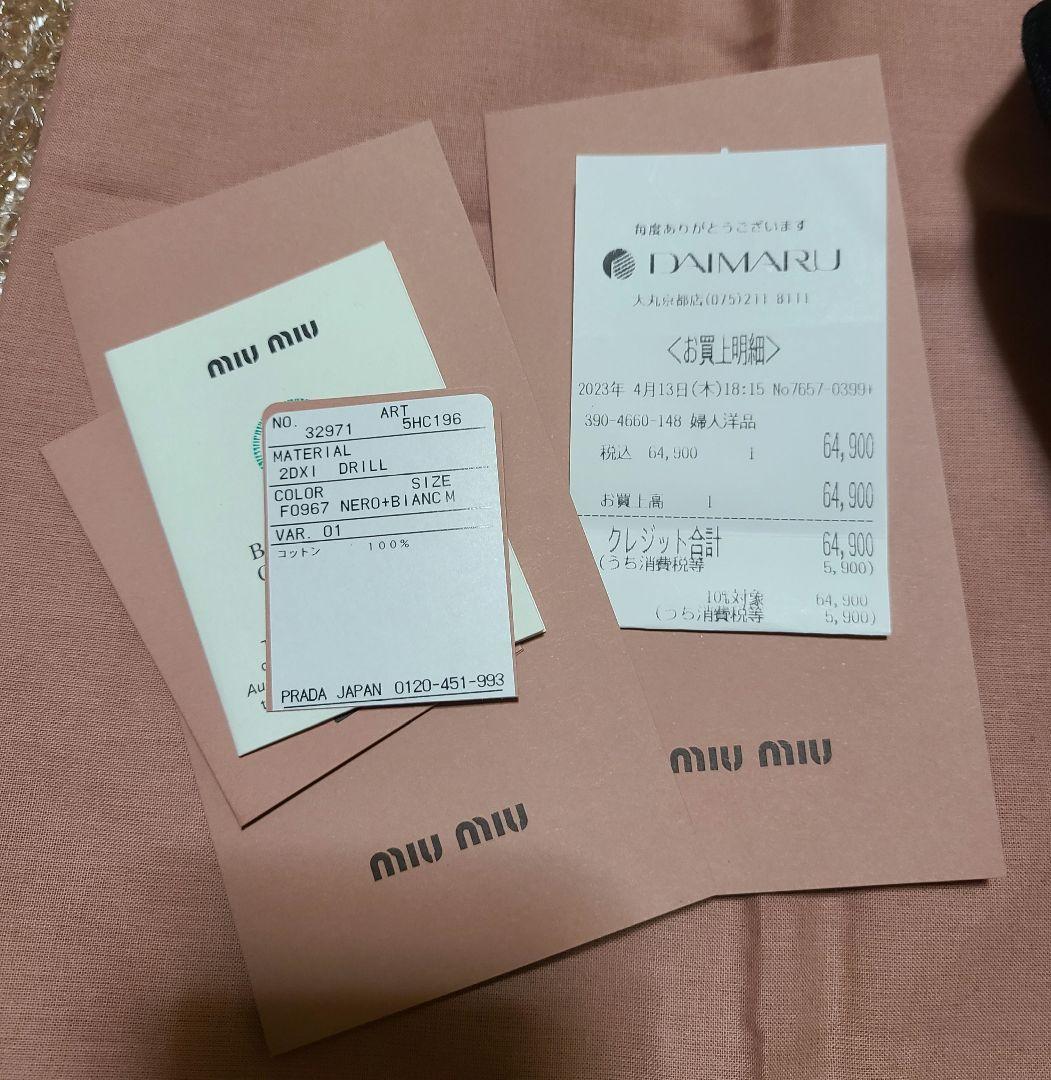 miu miu
B
Au
t
NO. ART
32971 5HC196
MATERIAL
2DXI DRILL
COLOR SIZE
F0967 NERO+BIANC M
VAR. 01
コットン 100%
PRADA JAPAN 0120-451-993
miu miu
毎度ありがとうございます
DAIMARU
大丸京都店(075)211 8111
<お買上明細>
2023年 4月13日(木)18:15 No7657-0399*
390-4660-148 婦人洋品
税込 64,900 1 64,900
お買上高 1 64,900
クレジット合計 64,900
(うち消費税等 5,900)
10%対象 64,900
(うち消費税等 5,900)
miu miu